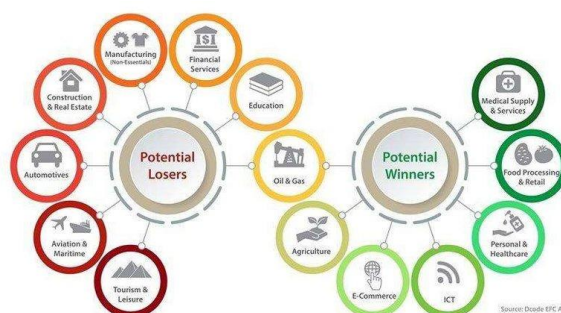 Manufacturing
(Non-Essentials)
Financial
Services
Construction
& Real Estate
Education
Medical Supply
& Services
Automotives
Potential
Losers
Oil & Gas
Potential
Winners
Food Processing
& Retail
Aviation &
Maritime
Agriculture
Personal &
Healthcare
Tourism &
Leisure
E-Commerce
ICT
Source: Dcode EFC A